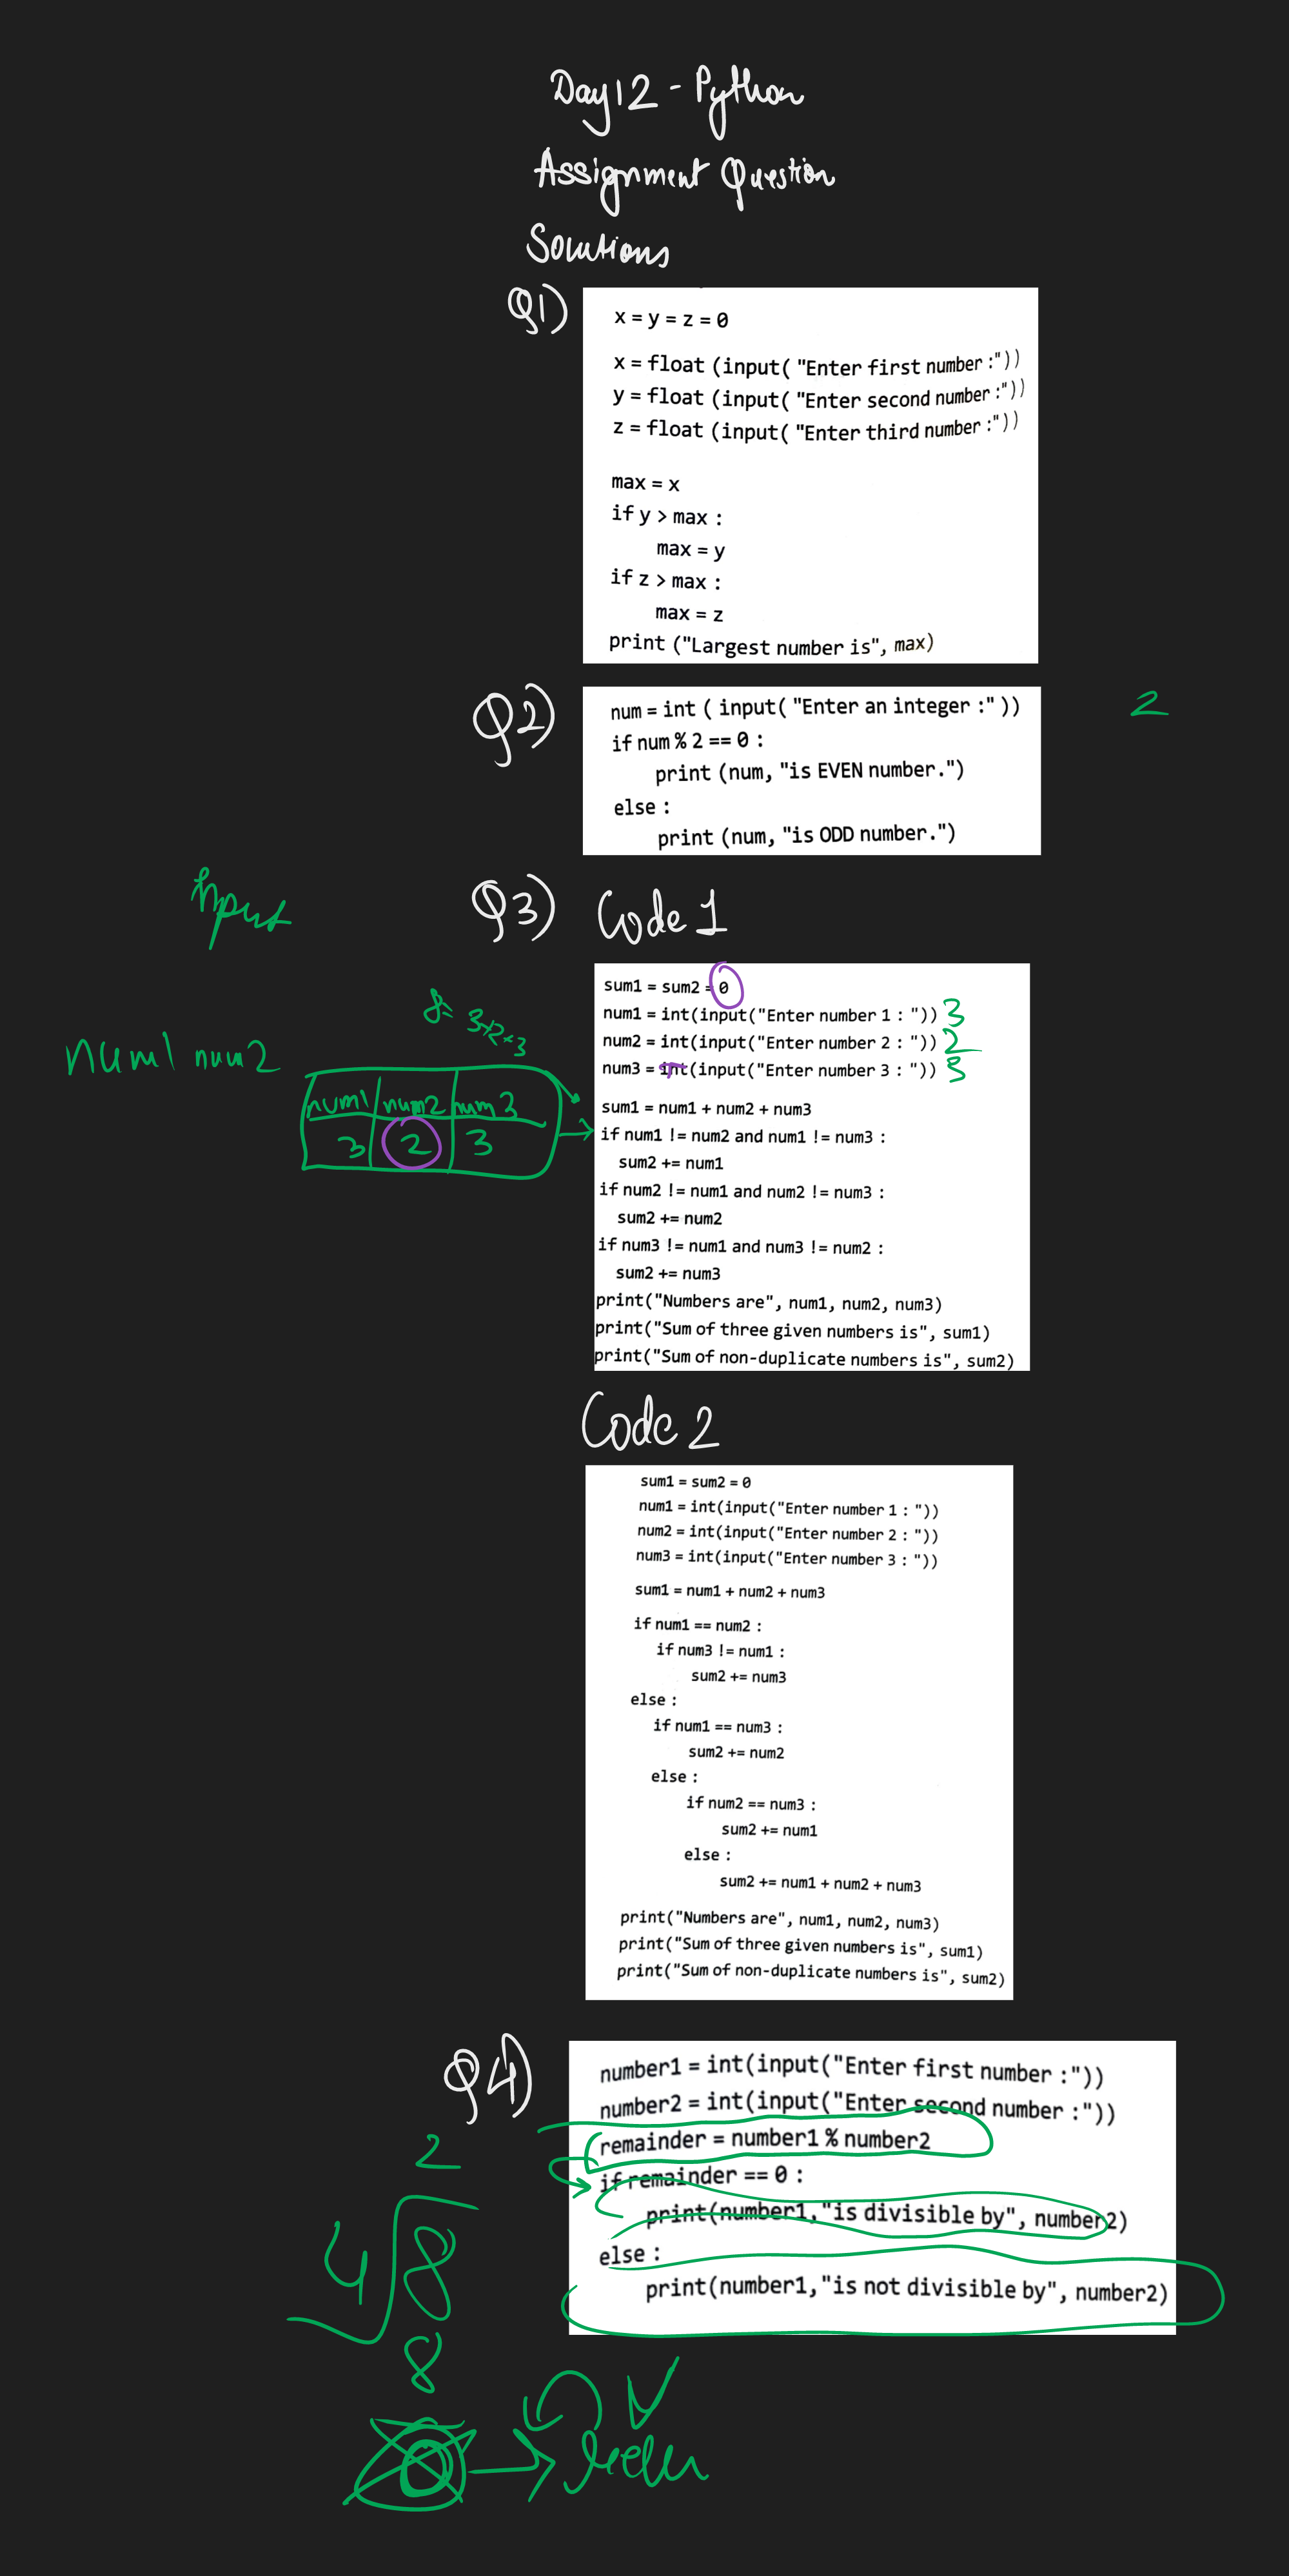 Day 12 - Python
Assignment Question
Solutions
Q1)
x = y = z = 0
x = float (input( "Enter first number :"))
y = float (input( "Enter second number :"))
z = float (input( "Enter third number :"))
max = x
if y > max :
max = y
if z > max :
max = z
print ("Largest number is", max)
Q2)
num = int ( input( "Enter an integer :" ))
2
if num % 2 == 0 :
print (num, "is EVEN number.")
else :
print (num, "is ODD number.")
Input
Q3) Code 1
sum1 = sum2 = 0
num1 = int(input("Enter number 1 : ")) 3
num2 = int(input("Enter number 2 : ")) 2
num3 = int(input("Enter number 3 : ")) 3
8 = 3+2+3
num1 num2
num1 num2 num3
3 2 3
sum1 = num1 + num2 + num3
if num1 != num2 and num1 != num3 :
sum2 += num1
if num2 != num1 and num2 != num3 :
sum2 += num2
if num3 != num1 and num3 != num2 :
sum2 += num3
print("Numbers are", num1, num2, num3)
print("Sum of three given numbers is", sum1)
print("Sum of non-duplicate numbers is", sum2)
Code 2
sum1 = sum2 = 0
num1 = int(input("Enter number 1 : "))
num2 = int(input("Enter number 2 : "))
num3 = int(input("Enter number 3 : "))
sum1 = num1 + num2 + num3
if num1 == num2 :
if num3 != num1 :
sum2 += num3
else :
if num1 == num3 :
sum2 += num2
else :
if num2 == num3 :
sum2 += num1
else :
sum2 += num1 + num2 + num3
print("Numbers are", num1, num2, num3)
print("Sum of three given numbers is", sum1)
print("Sum of non-duplicate numbers is", sum2)
Q4)
number1 = int(input("Enter first number :"))
number2 = int(input("Enter second number :"))
remainder = number1 % number2
if remainder == 0 :
print(number1,"is divisible by", number2)
else :
print(number1,"is not divisible by", number2)
2
4 8
8
0